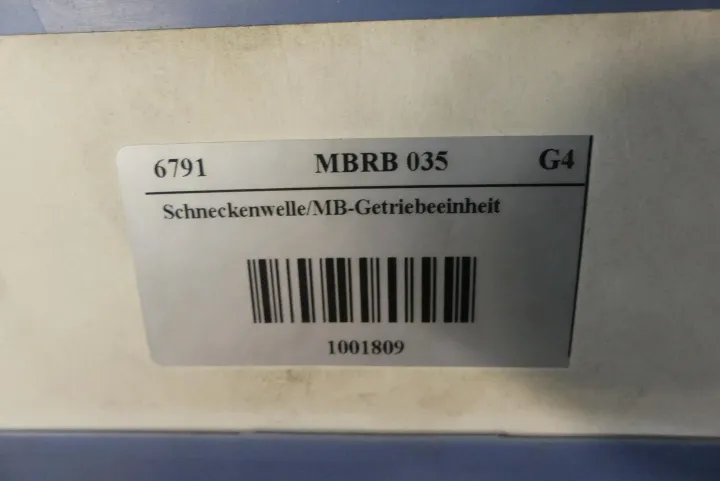 6791 MBRB 035 G4
Schneckenwelle/MB-Getriebeeinheit
1001809